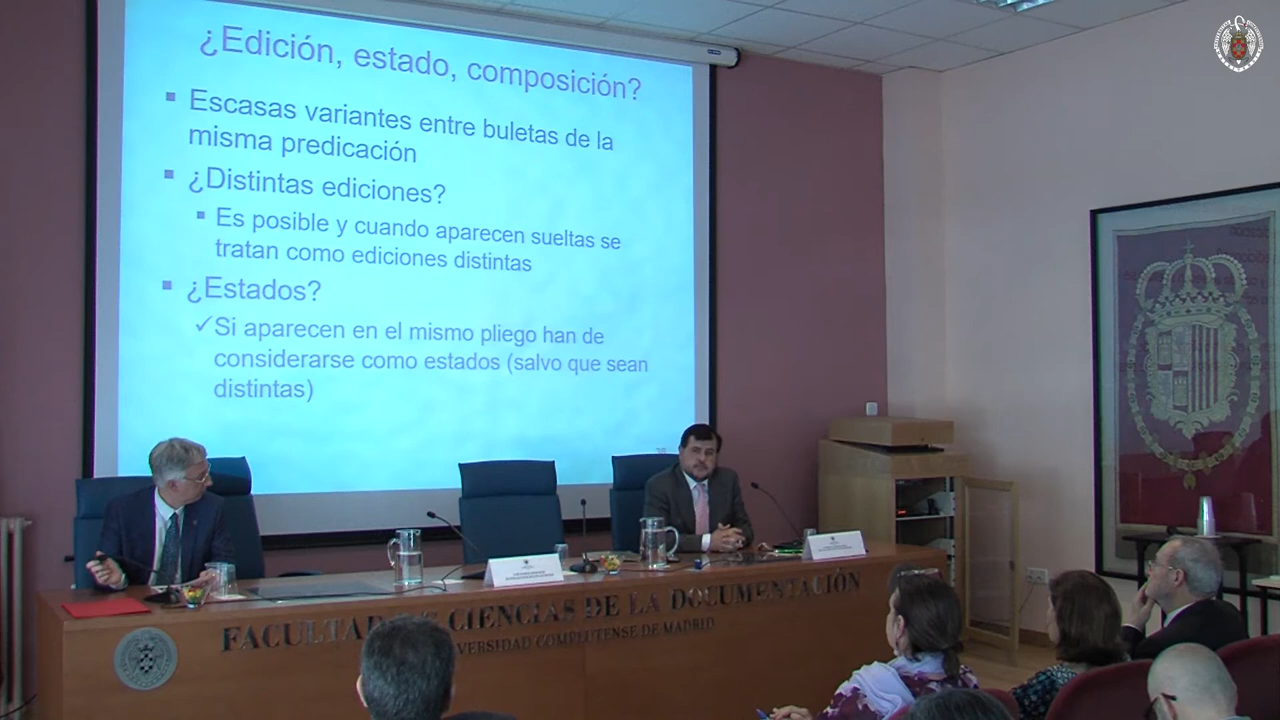 ¿Edición, estado, composición?
Escasas variantes entre buletas de la
misma predicación
¿Distintas ediciones?
Es posible y cuando aparecen sueltas se
tratan como ediciones distintas
¿Estados?
Si aparecen en el mismo pliego han de
considerarse como estados (salvo que sean
distintas)
FACULTAD DE CIENCIAS DE LA DOCUMENTACIÓN
UNIVERSIDAD COMPLUTENSE DE MADRID